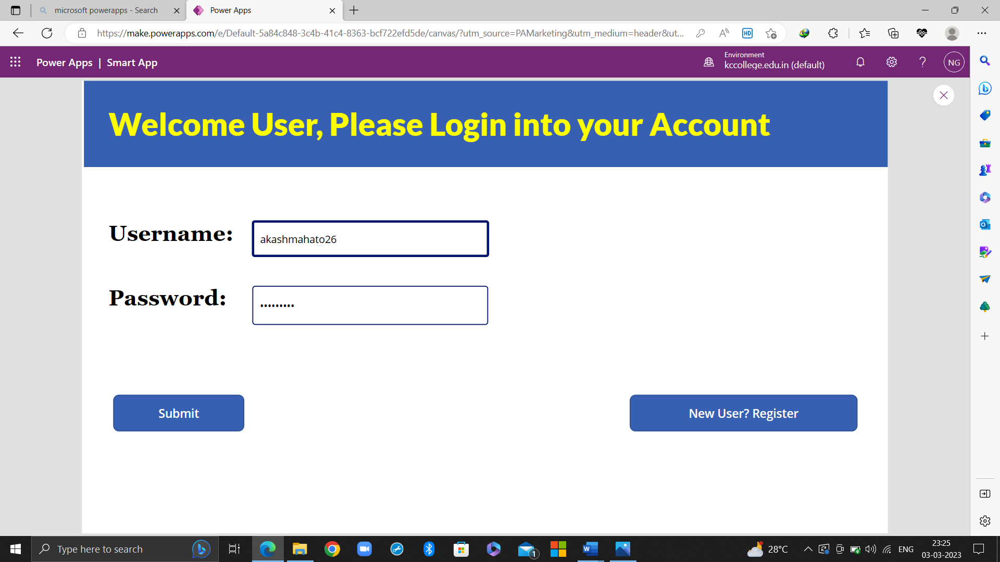 microsoft powerapps - Search
Power Apps
https://make.powerapps.com/e/Default-5a84c848-3c4b-41c4-8363-bcf722efd5de/canvas/?utm_source=PAMarketing&utm_medium=header&ut...
HD
Power Apps | Smart App
Environment
kccollege.edu.in (default)
NG
Welcome User, Please Login into your Account
Username:
akashmahato26
Password:
•••••••••
Submit
New User? Register
Type here to search
1
28°C
ENG
23:25
03-03-2023